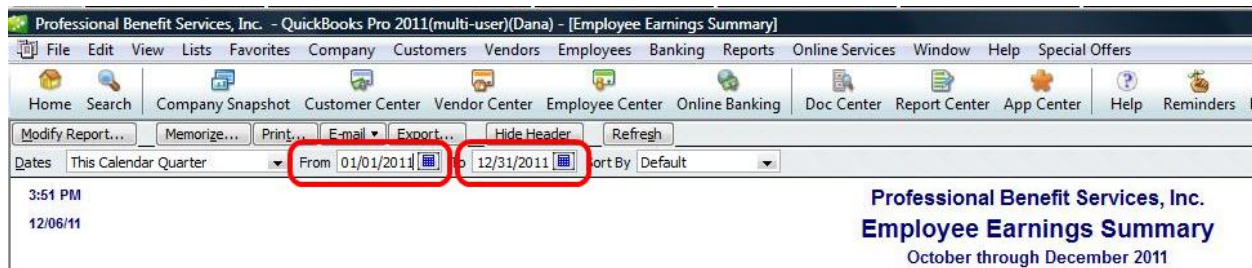 Professional Benefit Services, Inc. - QuickBooks Pro 2011(multi-user)(Dana) - [Employee Earnings Summary]
File Edit View Lists Favorites Company Customers Vendors Employees Banking Reports Online Services Window Help Special Offers
Home Search Company Snapshot Customer Center Vendor Center Employee Center Online Banking Doc Center Report Center App Center Help Reminders
Modify Report... Memorize... Print... E-mail Export... Hide Header Refresh
Dates This Calendar Quarter From 01/01/2011 To 12/31/2011 Sort By Default
3:51 PM
12/06/11
Professional Benefit Services, Inc.
Employee Earnings Summary
October through December 2011